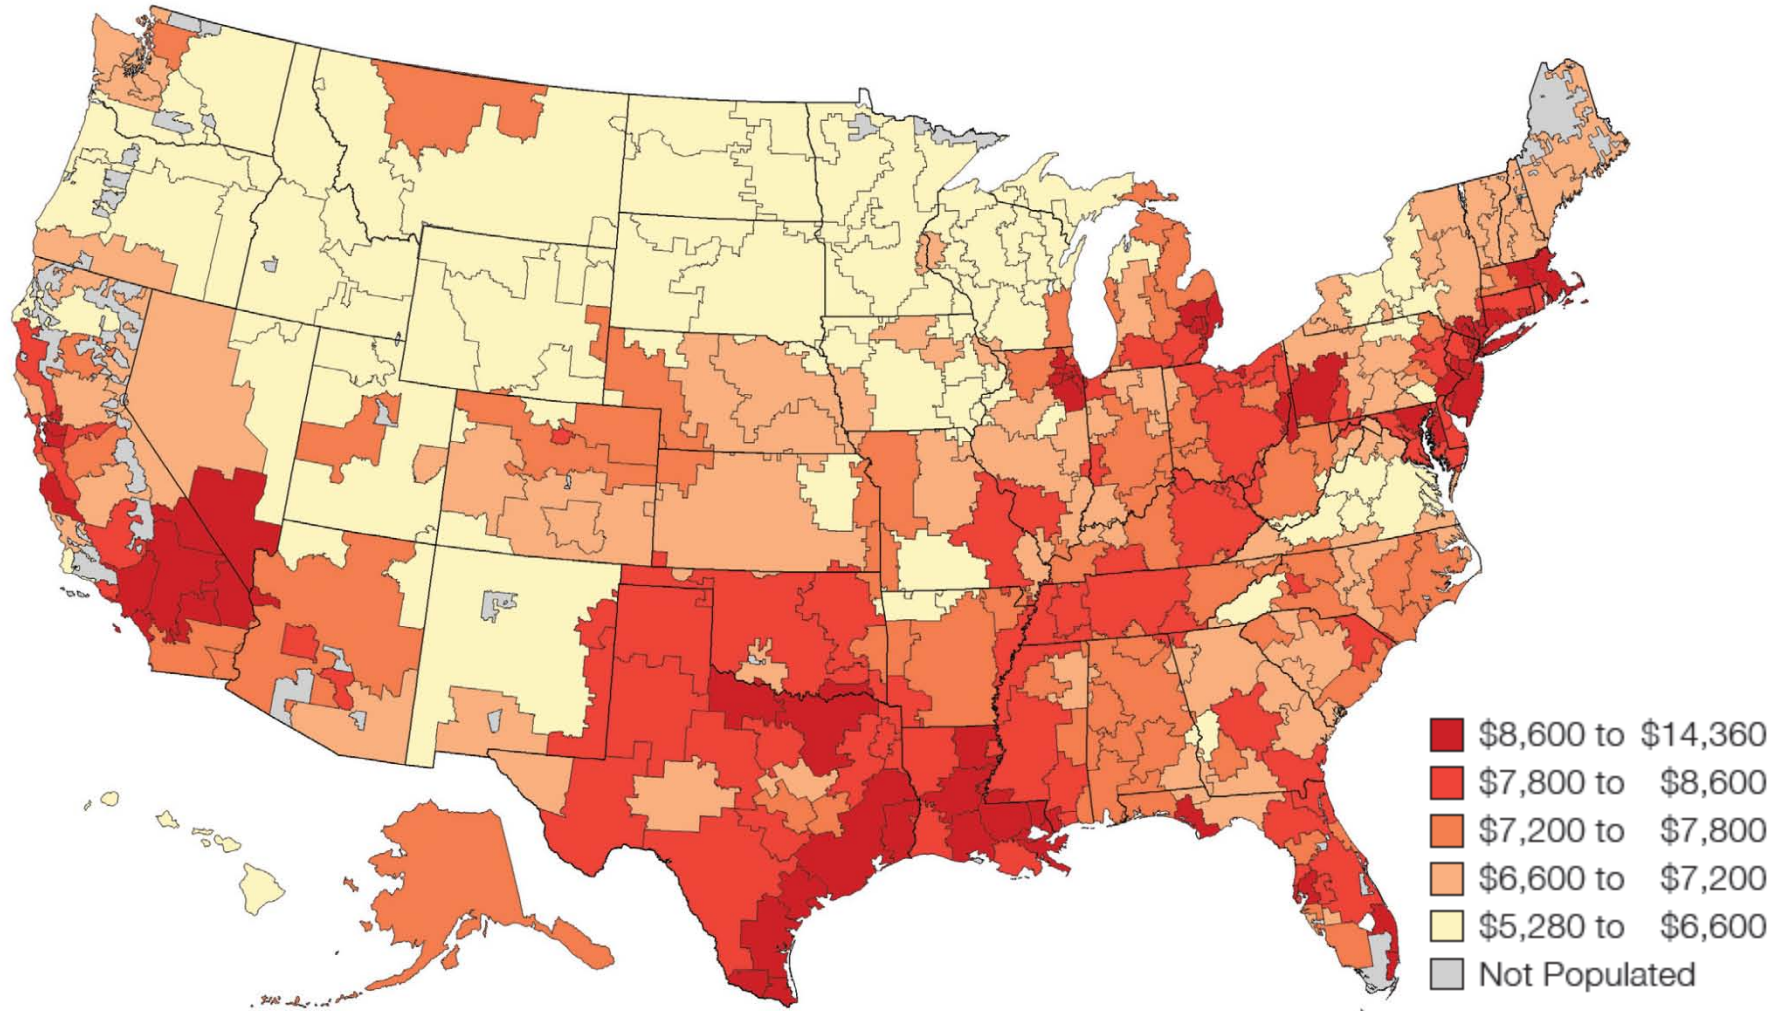 $8,600 to $14,360
$7,800 to $8,600
$7,200 to $7,800
$6,600 to $7,200
$5,280 to $6,600
Not Populated